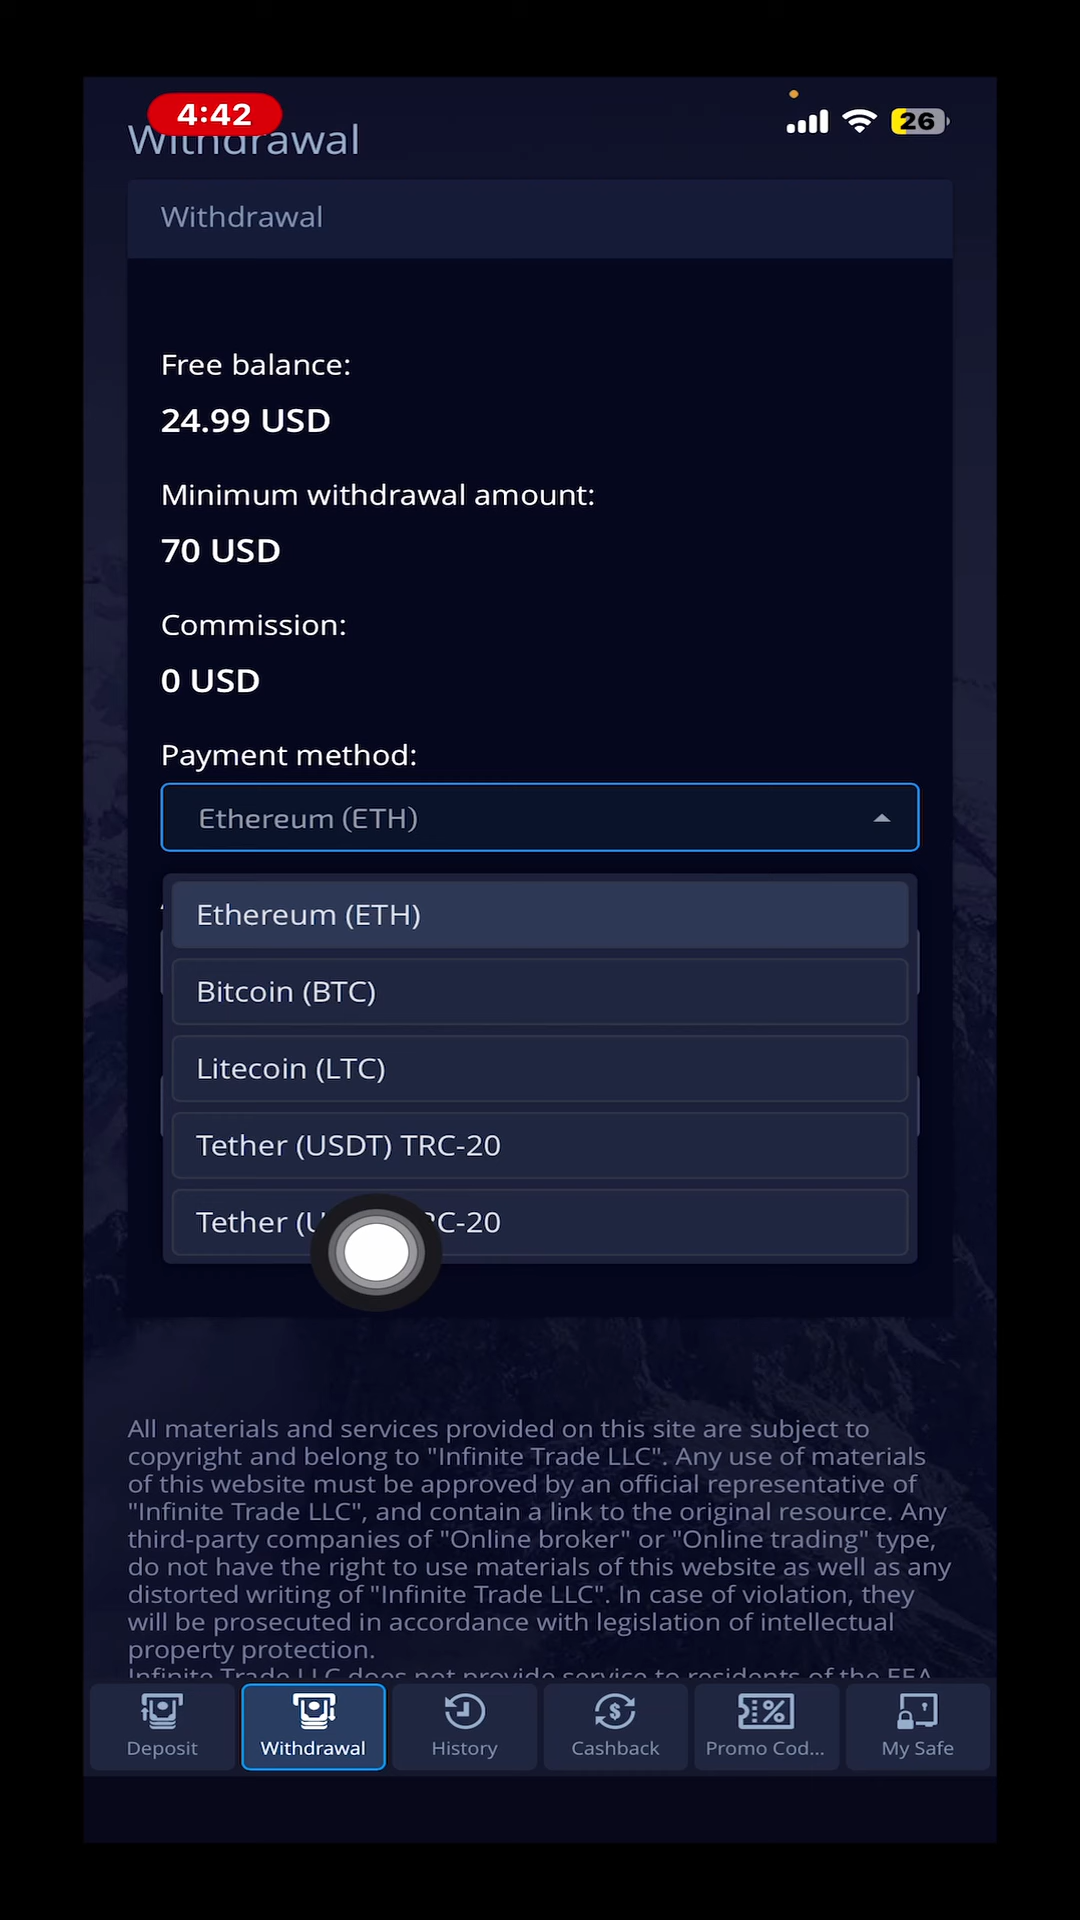 4:42
26
Withdrawal
Withdrawal
Free balance:
24.99 USD
Minimum withdrawal amount:
70 USD
Commission:
0 USD
Payment method:
Ethereum (ETH)
Ethereum (ETH)
Bitcoin (BTC)
Litecoin (LTC)
Tether (USDT) TRC-20
Tether
All materials and services provided on this site are subject to
copyright and belong to "Infinite Trade LLC". Any use of materials
of this website must be approved by an official representative of
"Infinite Trade LLC", and contain a link to the original resource. Any
third-party companies of "Online broker" or "Online trading" type,
do not have the right to use materials of this website as well as any
distorted writing of "Infinite Trade LLC". In case of violation, they
will be prosecuted in accordance with legislation of intellectual
property protection.
Infinite Trade LLC does not provide service to residents of the EEA
Deposit
Withdrawal
History
Cashback
Promo Cod...
My Safe